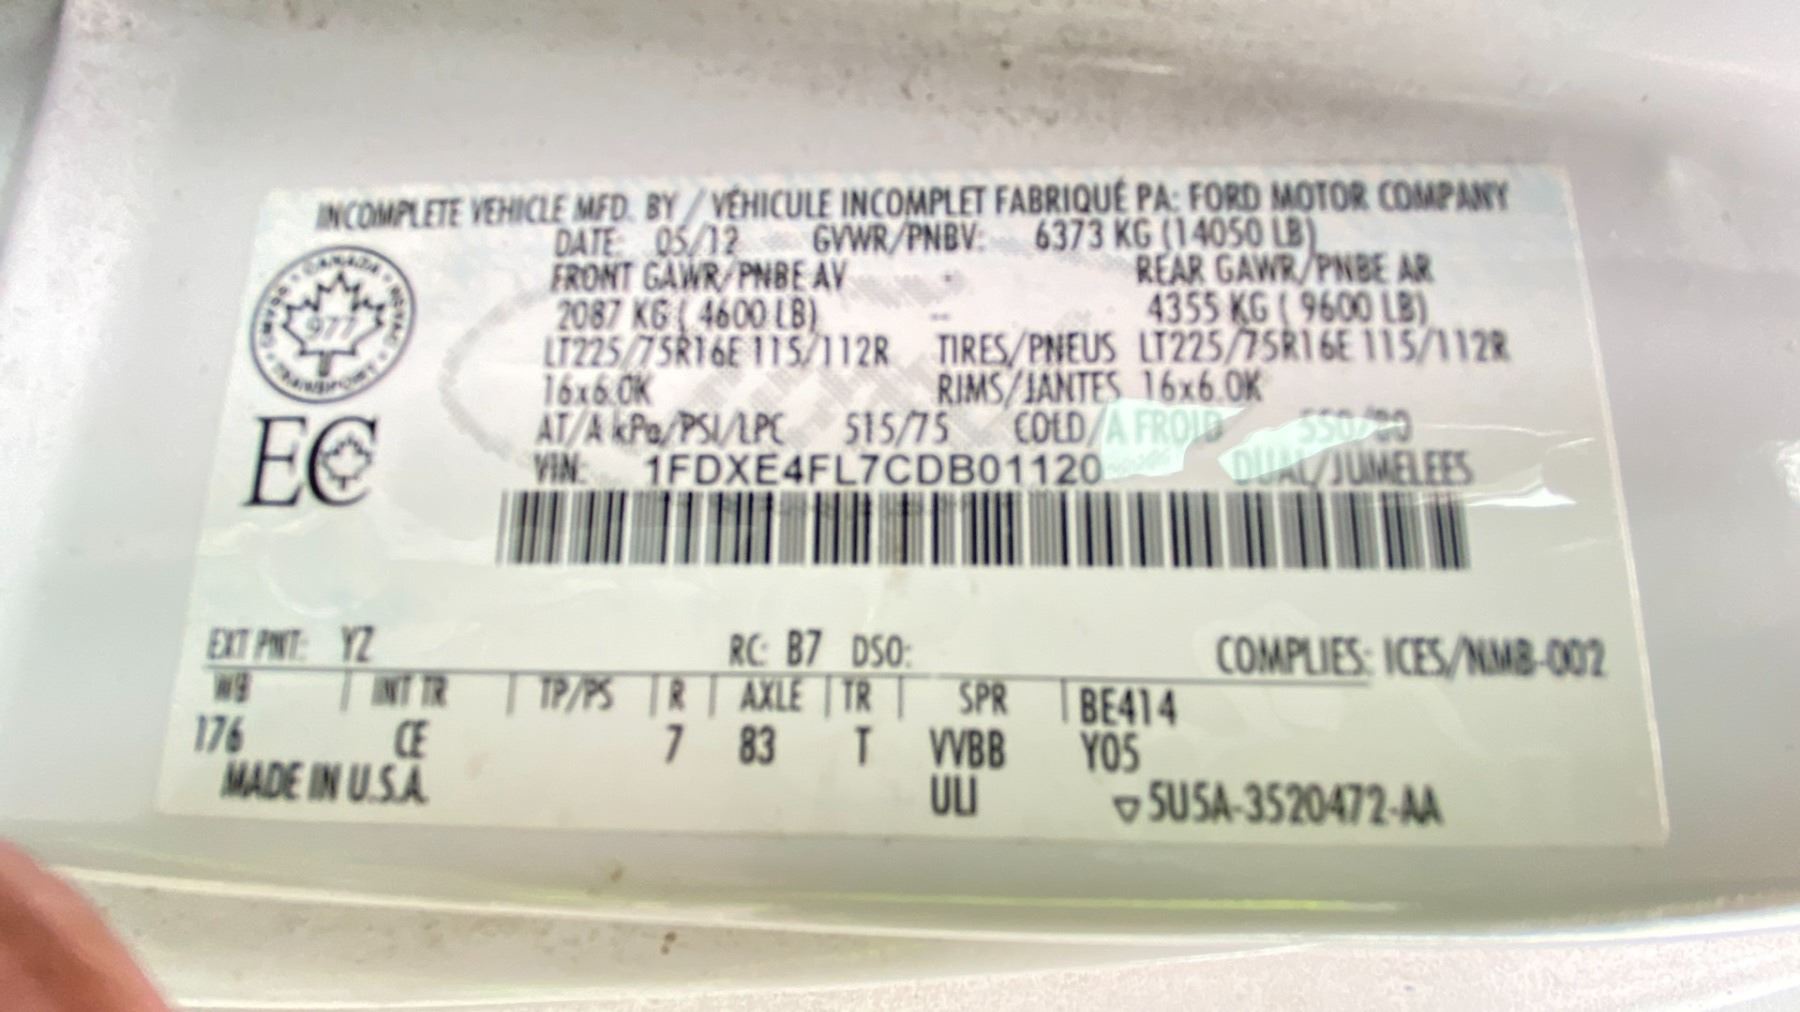 INCOMPLETE VEHICLE MFD. BY / VÉHICULE INCOMPLET FABRIQUÉ PA: FORD MOTOR COMPANY
DATE: 05/12 GVWR/PNBV: 6373 KG (14050 LB)
FRONT GAWR/PNBE AV - REAR GAWR/PNBE AR
2087 KG ( 4600 LB) -- 4355 KG ( 9600 LB)
LT225/75R16E 115/112R TIRES/PNEUS LT225/75R16E 115/112R
16x6.0K RIMS/JANTES 16x6.0K
AT/A kPa/PSI/LPC 515/75 COLD/A FROID 550/80
VIN: 1FDXE4FL7CDB01120 DUAL/JUMELEES
CANADA
977
TRANSPORT
EC
EXT PNT: YZ RC: B7 DSO: COMPLIES: ICES/NMB-002
WB | INT TR | TP/PS | R | AXLE | TR | SPR | BE414
176 CE 7 83 T VVBB Y05
MADE IN U.S.A. ULI ▽ 5U5A-3520472-AA